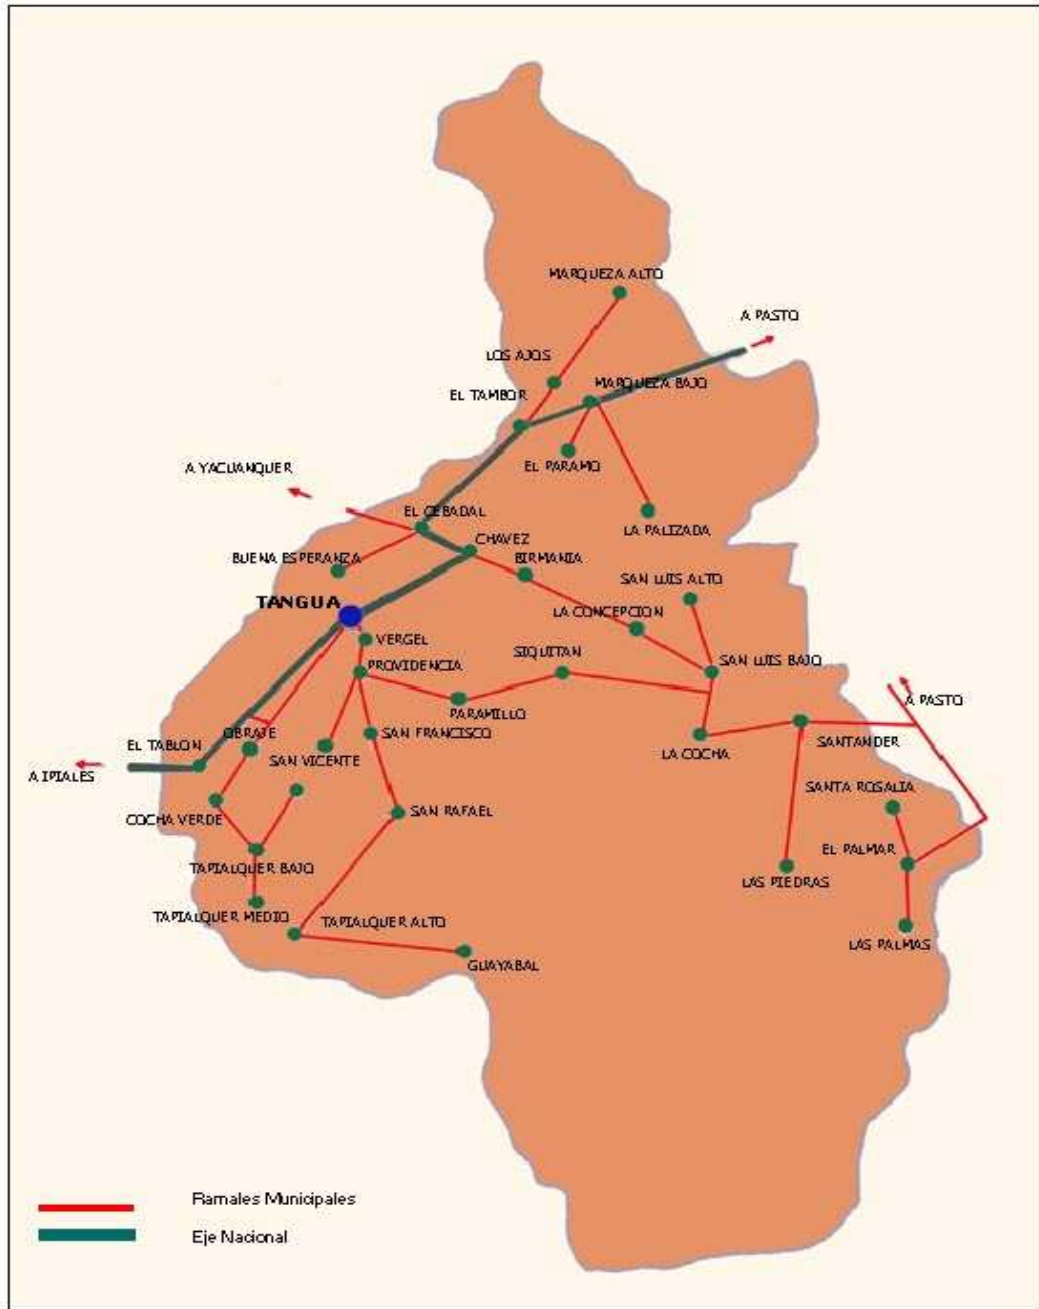 MARQUEZA ALTO
A PASTO
LOS AJOS
MARQUEZA BAJO
EL TAMBOR
A YACUANQUER
EL PARAMO
EL CEBADAL
LA PALIZADA
CHAVEZ
BUENA ESPERANZA
BIRMANIA
SAN LUIS ALTO
TANGUA
LA CONCEPCION
VERGEL
SIQUITAN
PROVIDENCIA
SAN LUIS BAJO
A PASTO
PARAMILLO
OBRAJE
SAN FRANCISCO
SANTANDER
EL TABLON
SAN VICENTE
LA COCHA
A IPIALES
SANTA ROSALIA
COCHA VERDE
SAN RAFAEL
EL PALMAR
TAPIALQUER BAJO
LAS PIEDRAS
TAPIALQUER MEDIO
TAPIALQUER ALTO
LAS PALMAS
GUAYABAL
Ramales Municipales
Eje Nacional